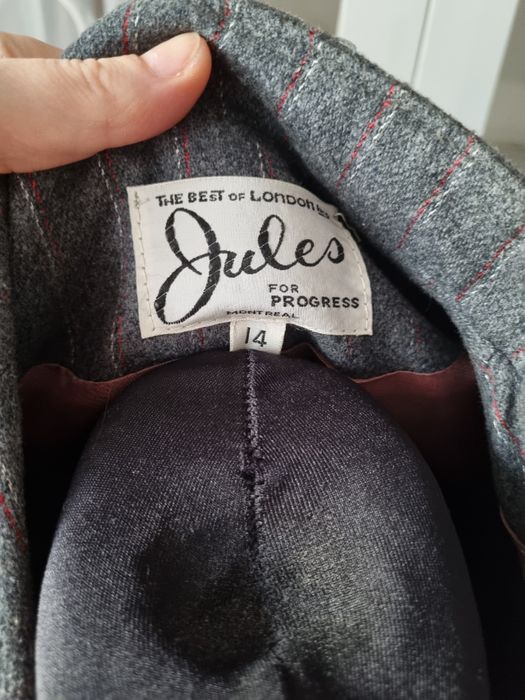 THE BEST OF LONDON
Jules
FOR
PROGRESS
MONTREAL
14